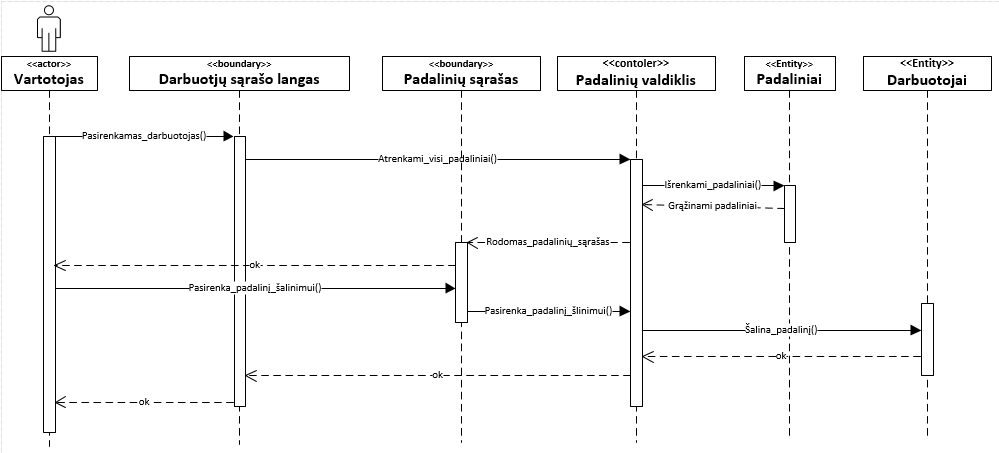 <<actor>>
Vartotojas
<<boundary>>
Darbuotjų sąrašo langas
<<boundary>>
Padalinių sąrašas
<<contoler>>
Padalinių valdiklis
<<Entity>>
Padaliniai
<<Entity>>
Darbuotojai
Pasirenkamas_darbuotojas()
Atrenkami_visi_padaliniai()
Išrenkami_padaliniai()
Grąžinami padaliniai
Rodomas_padalinių_sąrašas
ok
Pasirenka_padalinį_šalinimui()
Pasirenka_padalinį_šlinimui()
Šalina_padalinį()
ok
ok
ok